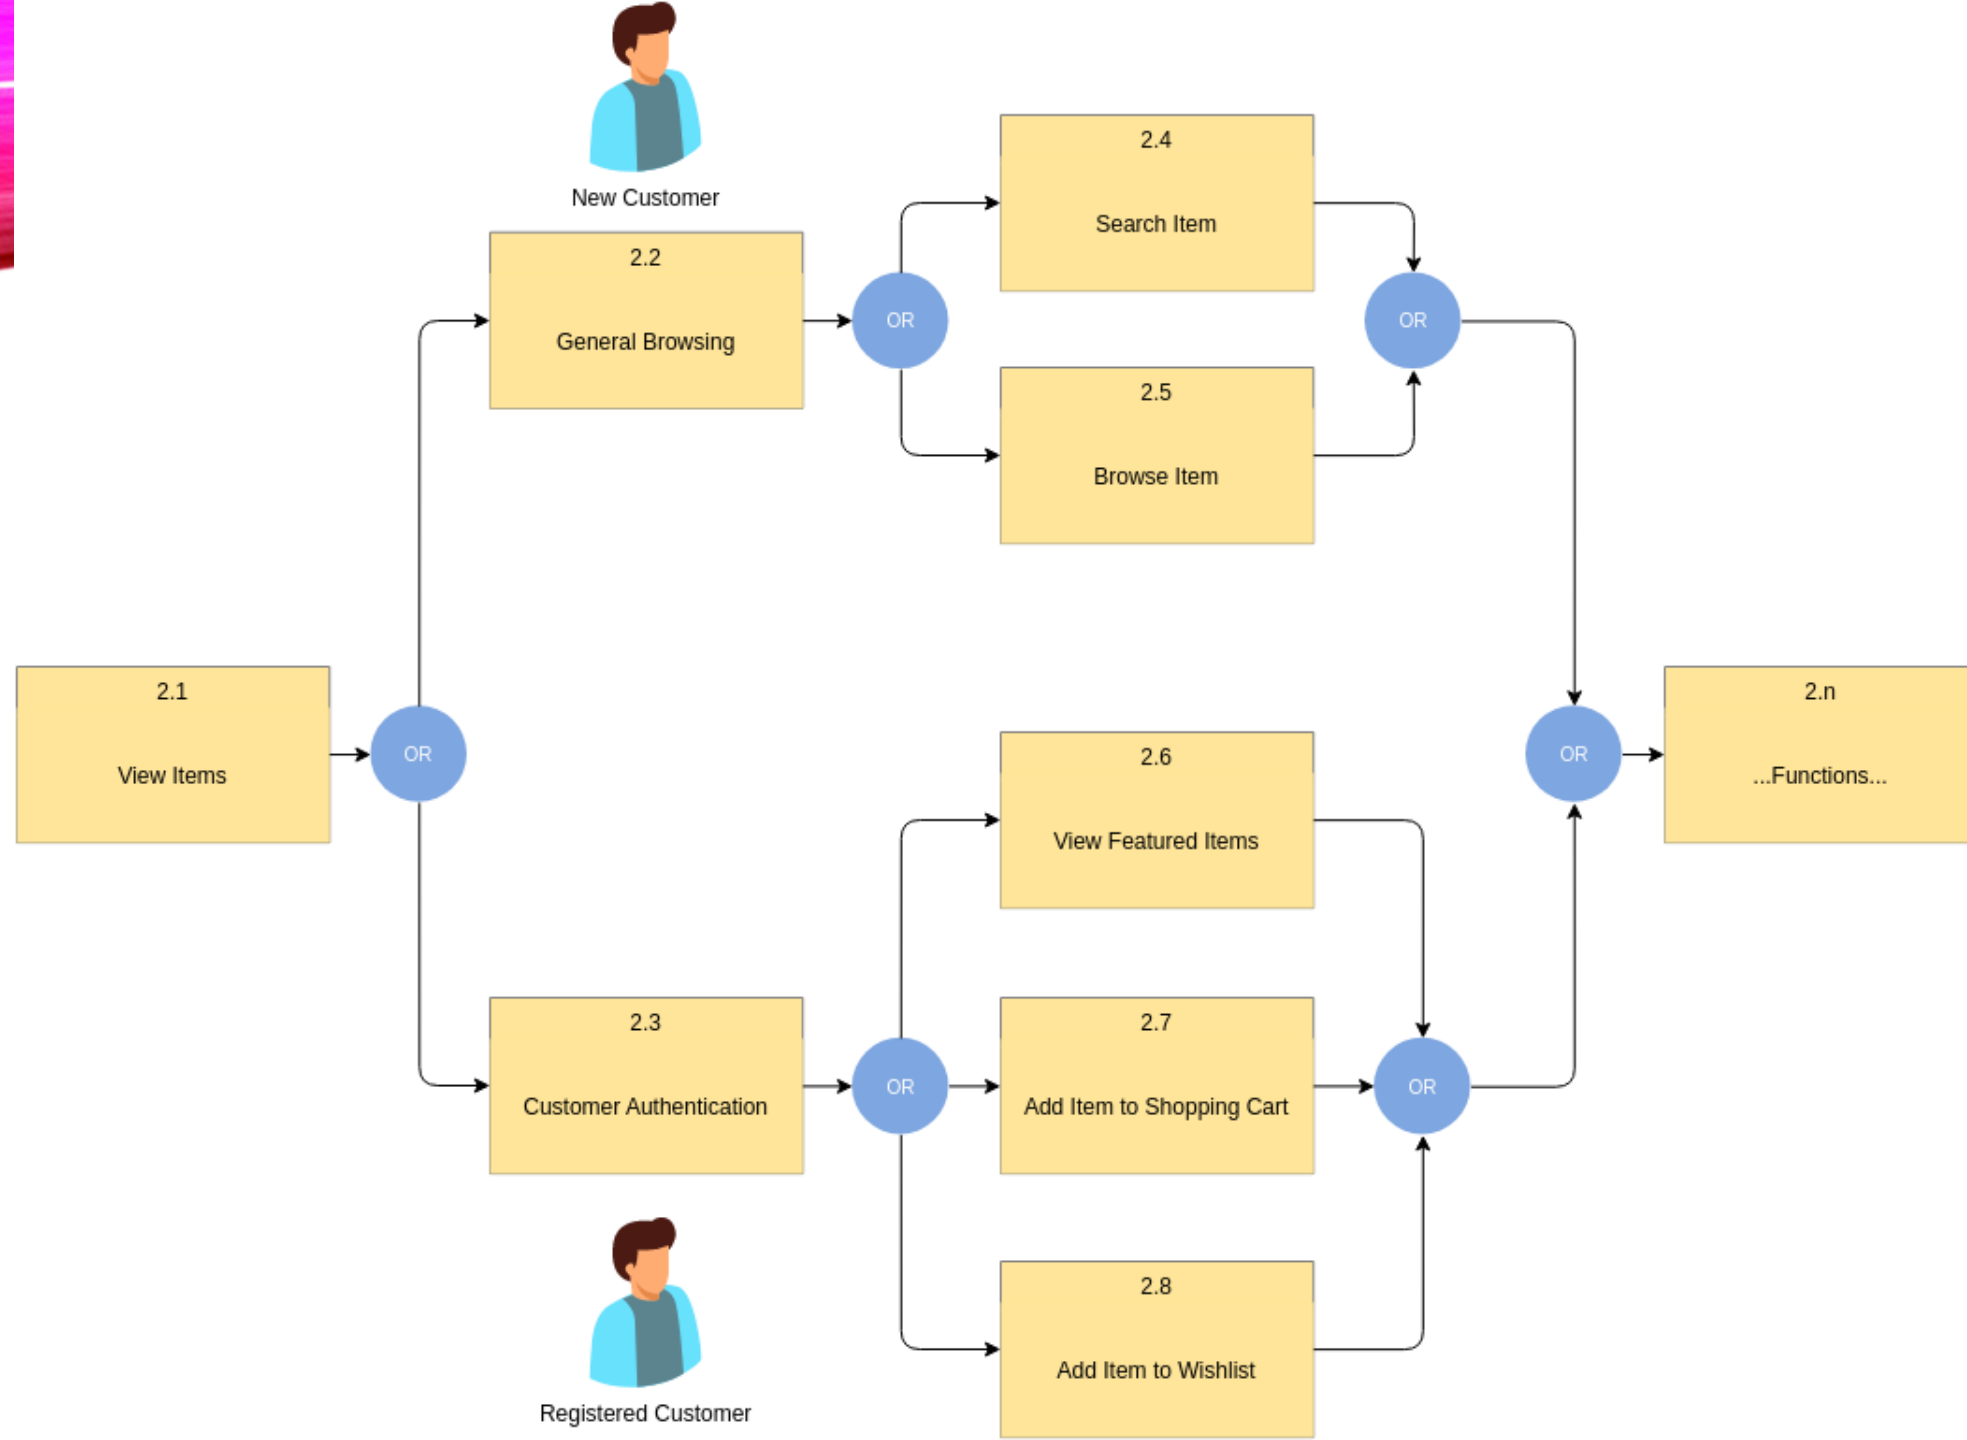 New Customer
2.2
General Browsing
OR
2.4
Search Item
2.5
Browse Item
OR
2.1
View Items
OR
2.3
Customer Authentication
Registered Customer
OR
2.6
View Featured Items
2.7
Add Item to Shopping Cart
2.8
Add Item to Wishlist
OR
OR
2.n
...Functions...